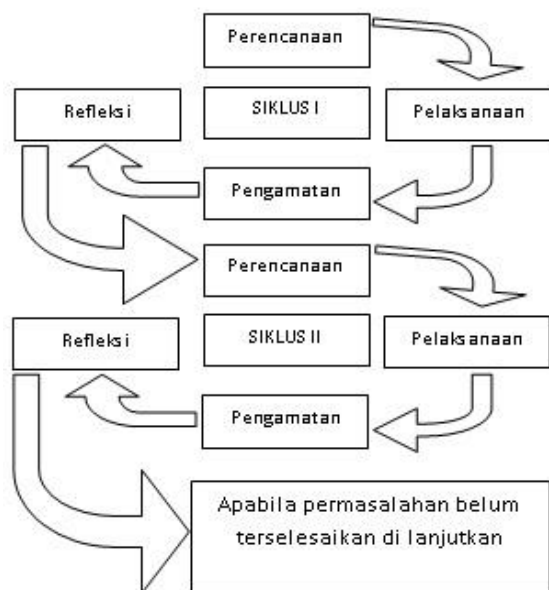 Perencanaan
Refleksi
SIKLUS I
Pelaksanaan
Pengamatan
Perencanaan
Refleksi
SIKLUS II
Pelaksanaan
Pengamatan
Apabila permasalahan belum
terselesaikan di lanjutkan